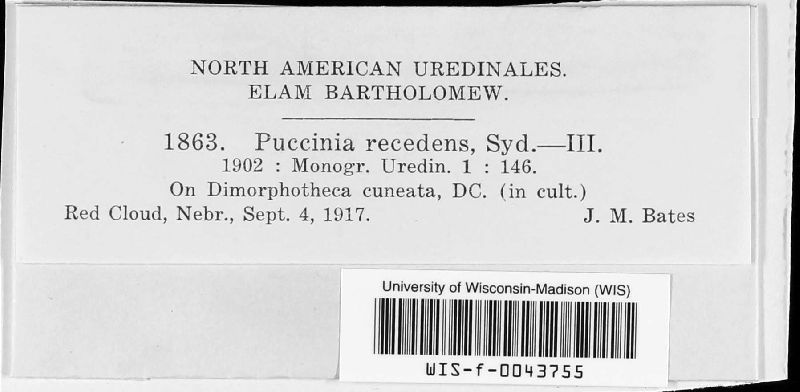 NORTH AMERICAN UREDINALES.
ELAM BARTHOLOMEW.
1863. Puccinia recedens, Syd.—III.
1902 : Monogr. Uredin. 1 : 146.
On Dimorphotheca cuneata, DC. (in cult.)
Red Cloud, Nebr., Sept. 4, 1917. J. M. Bates
University of Wisconsin-Madison (WIS)
WIS-f-0043755